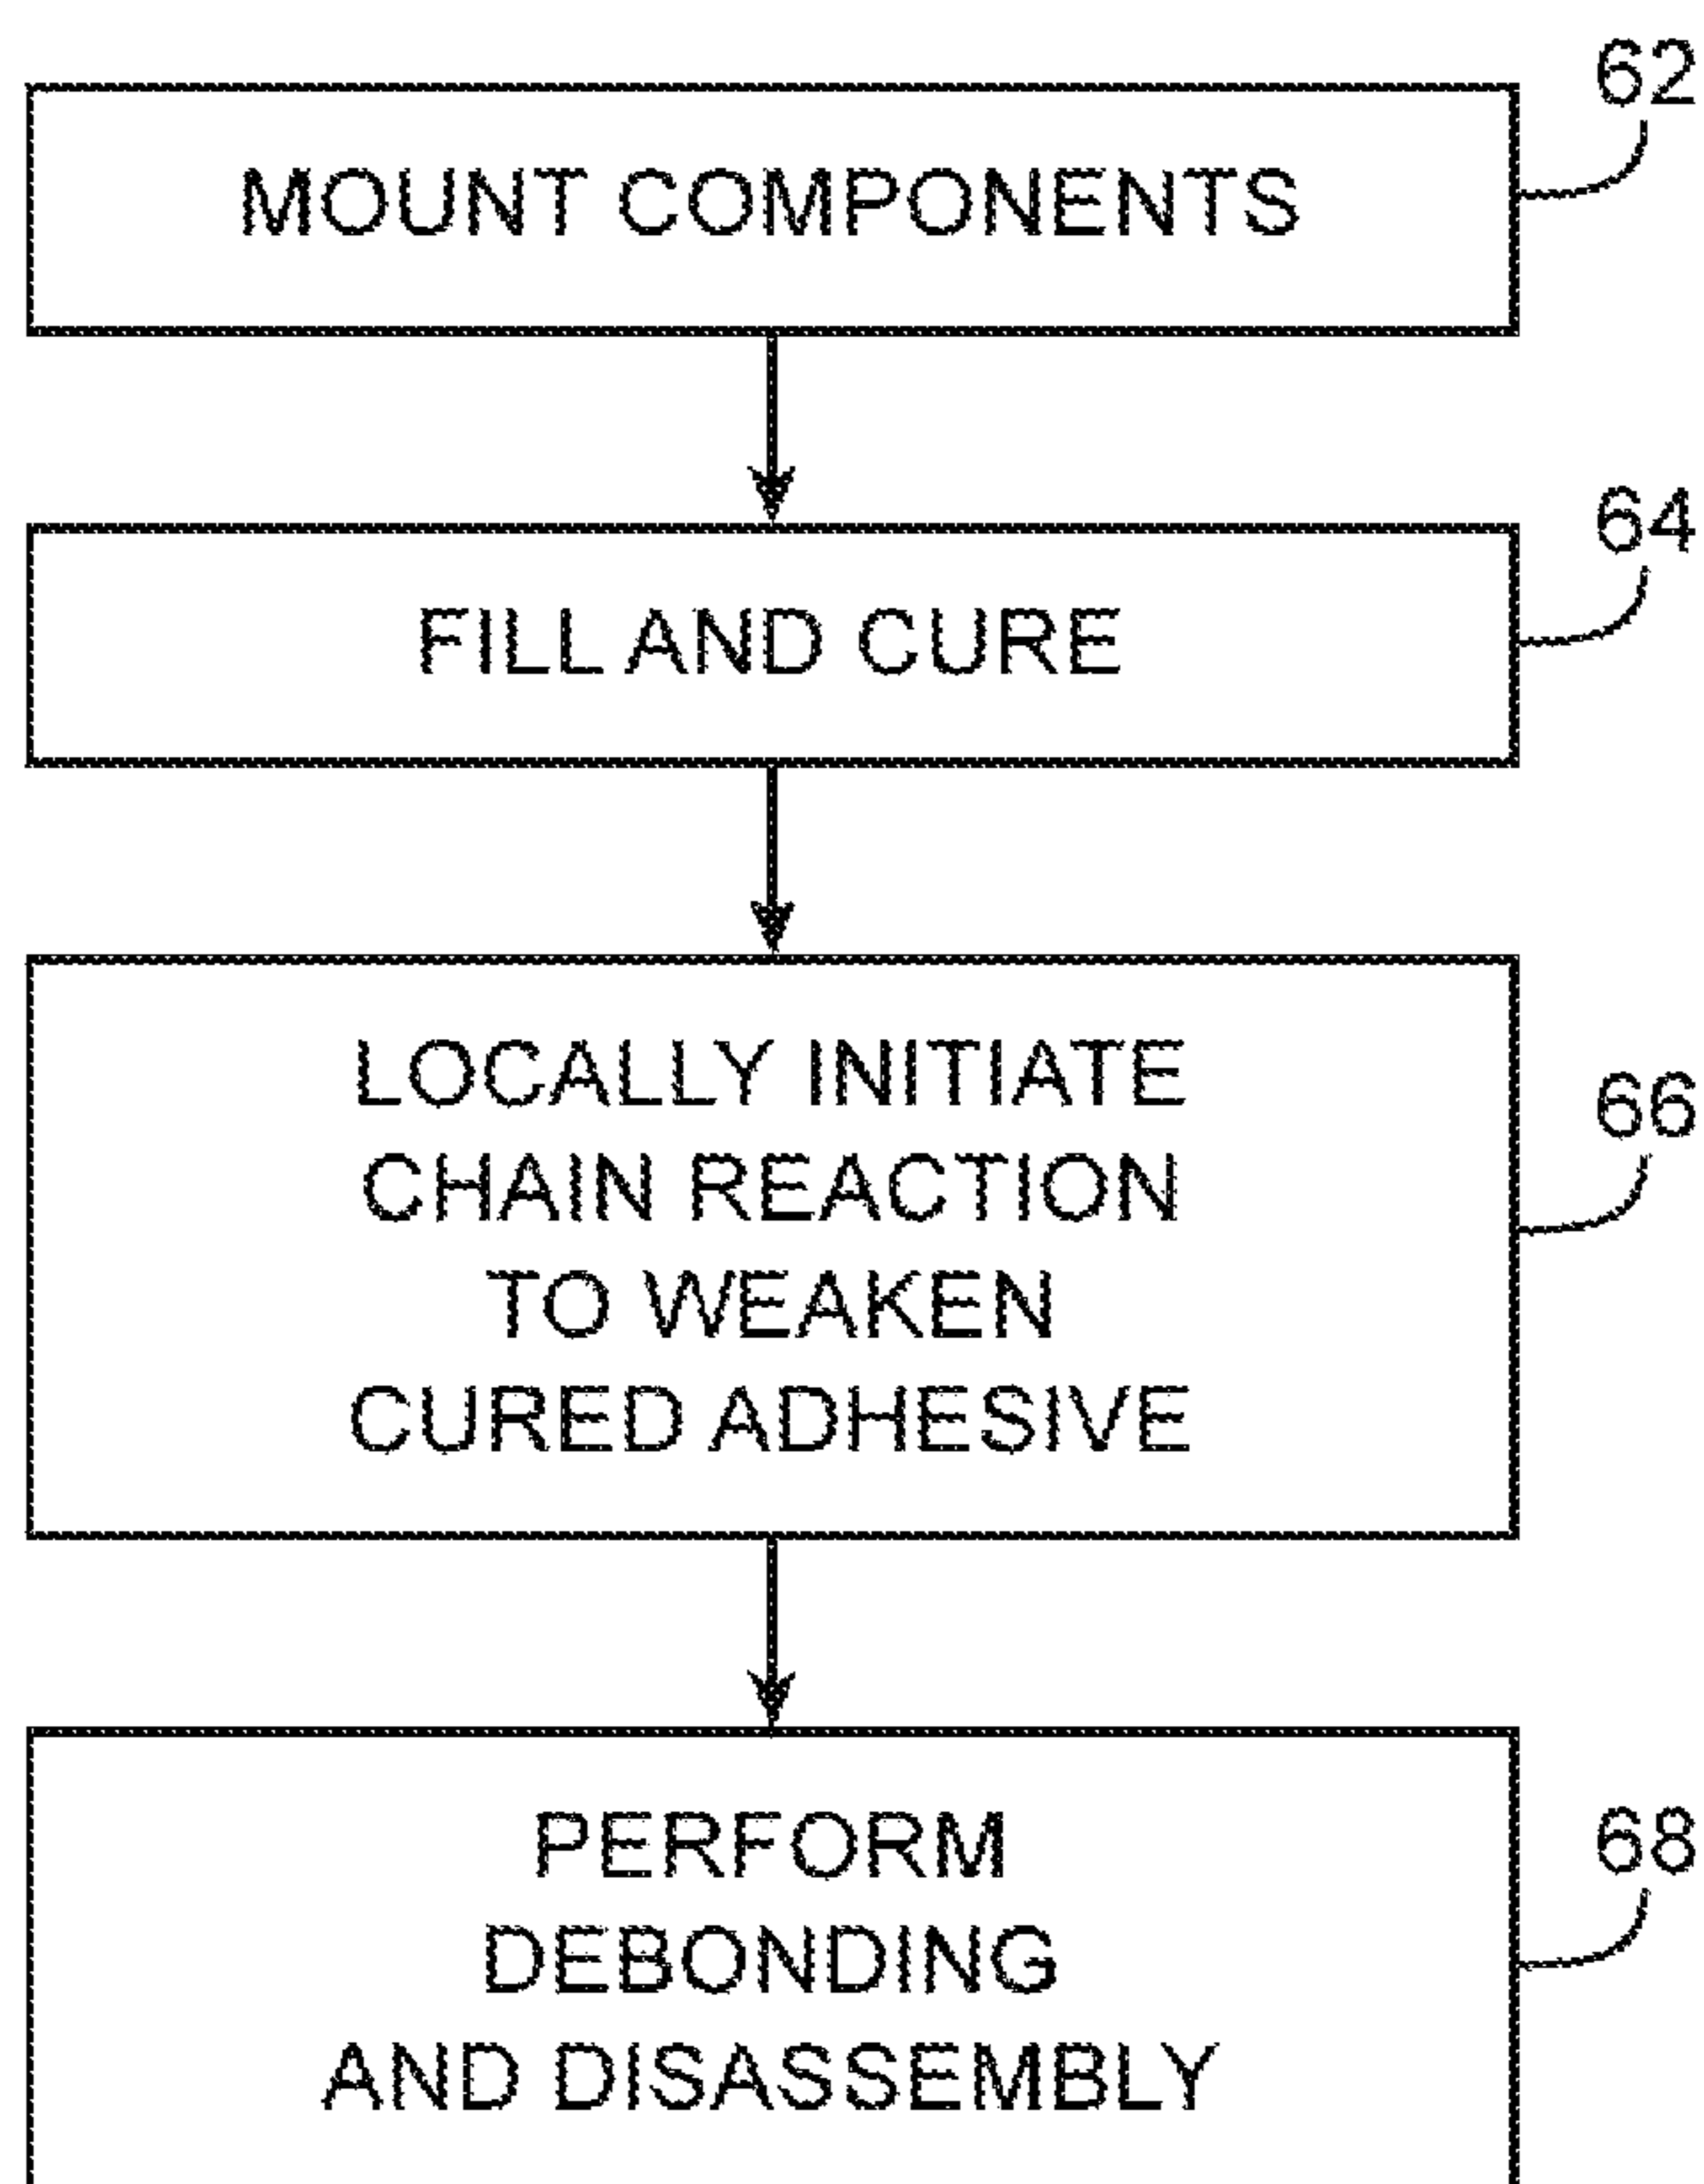 62
MOUNT COMPONENTS
64
FILL AND CURE
LOCALLY INITIATE
66
CHAIN REACTION
TO WEAKEN
CURED ADHESIVE
PERFORM
68
DEBONDING
AND DISASSEMBLY